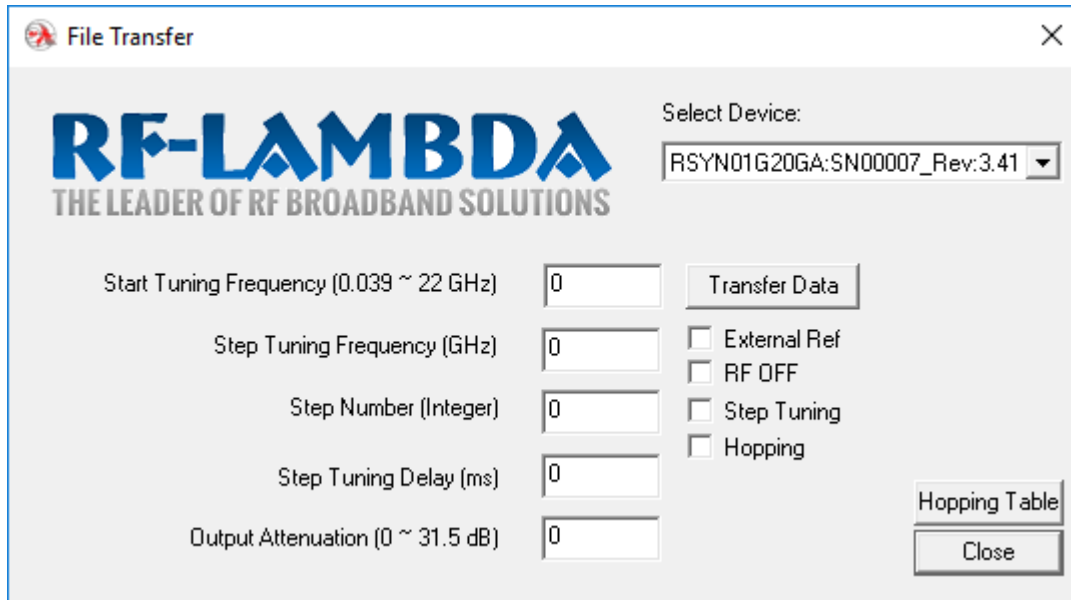 File Transfer
RF-LAMBDA
THE LEADER OF RF BROADBAND SOLUTIONS
Select Device:
RSYN01G20GA:SN00007_Rev:3.41
Start Tuning Frequency (0.039 ~ 22 GHz)
0
Transfer Data
Step Tuning Frequency (GHz)
0
External Ref
RF OFF
Step Number (Integer)
0
Step Tuning
Hopping
Step Tuning Delay (ms)
0
Hopping Table
Output Attenuation (0 ~ 31.5 dB)
0
Close